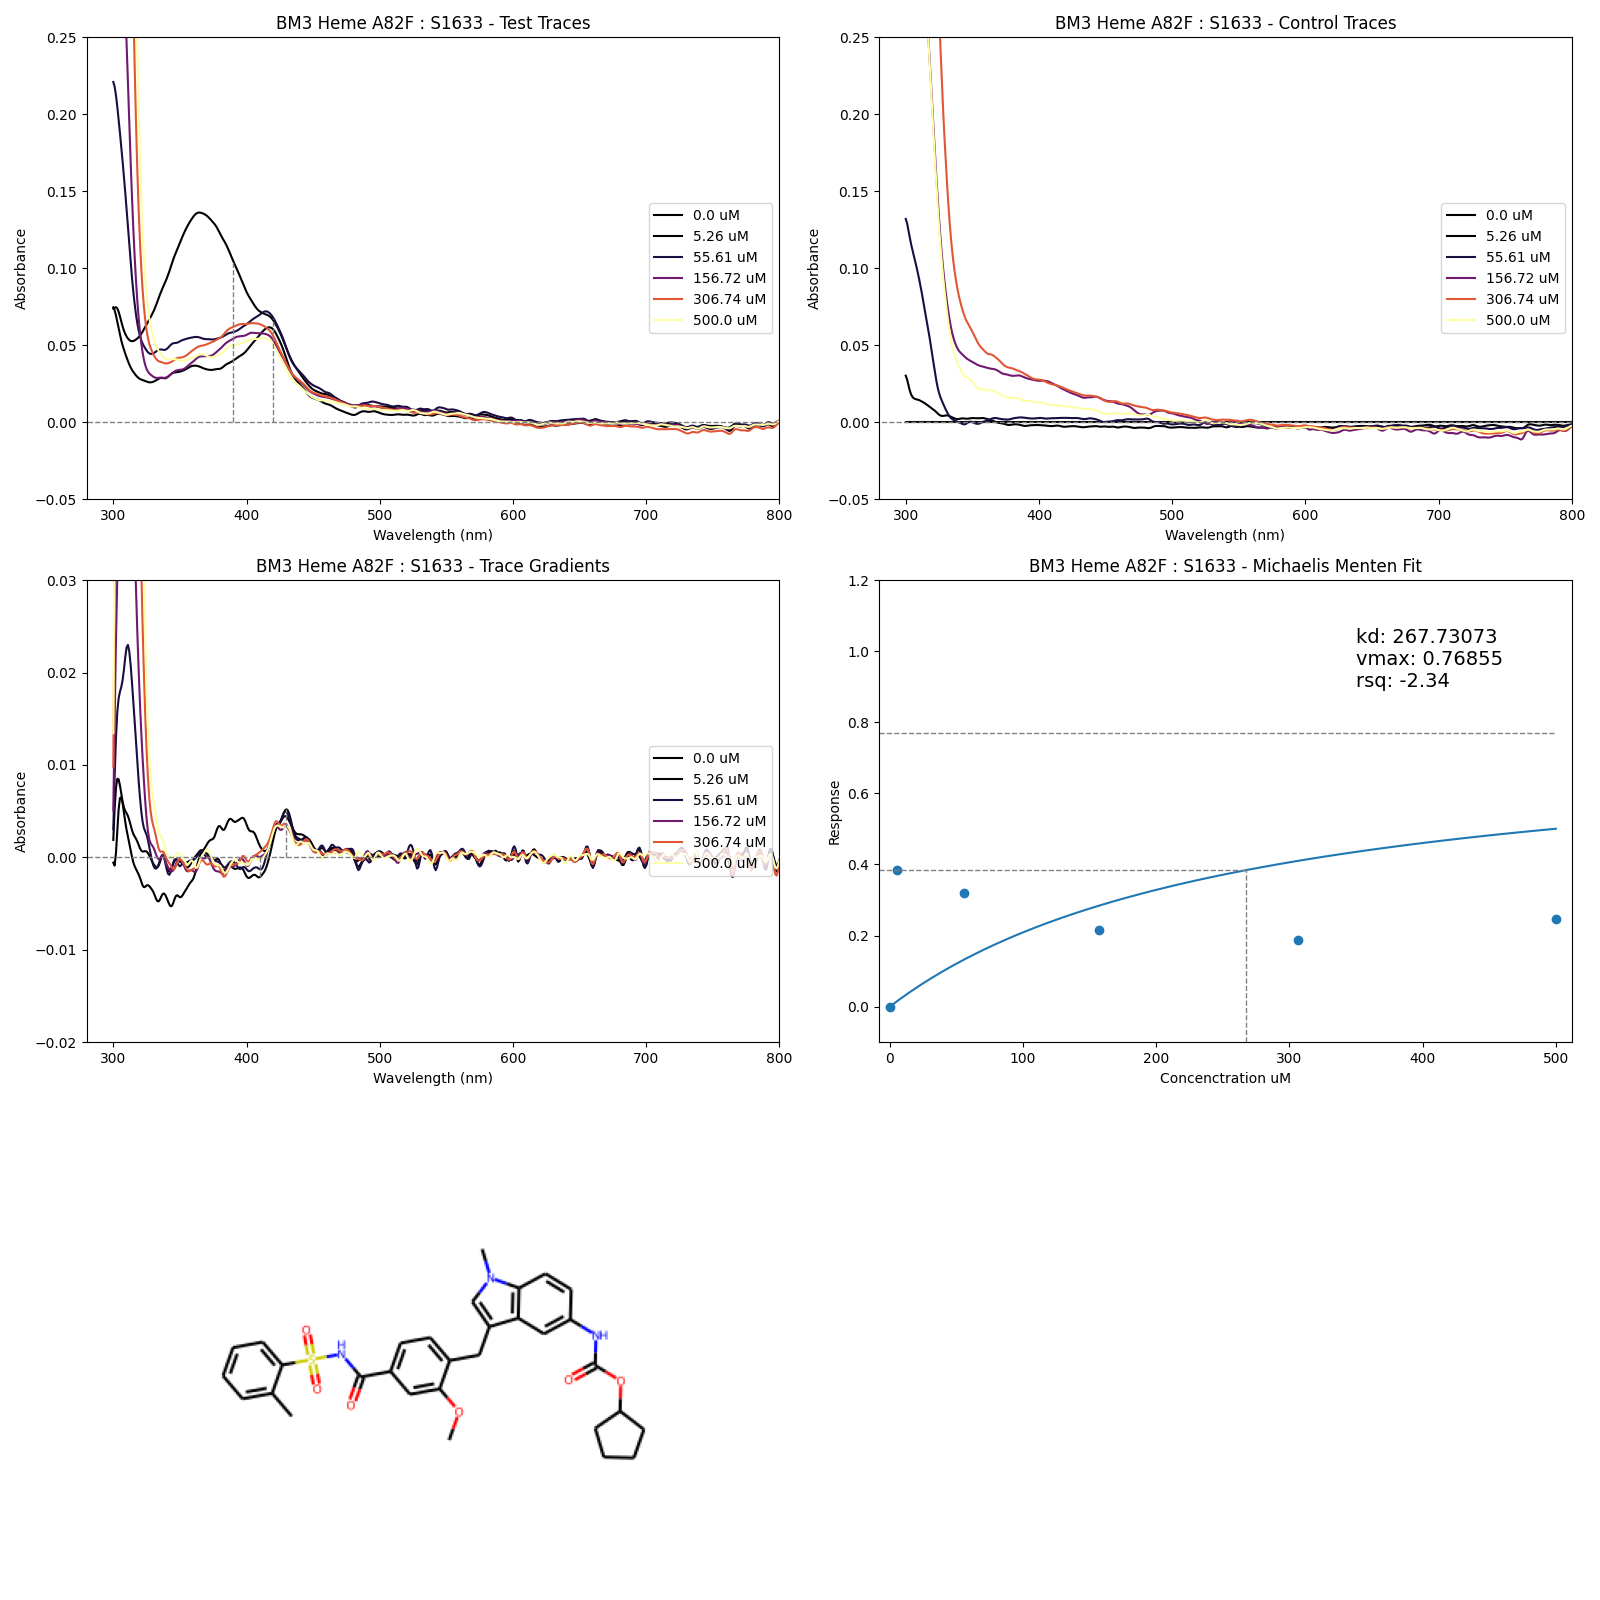 BM3 Heme A82F : S1633 - Test Traces
Absorbance
0.25
0.20
0.15
0.10
0.05
0.00
−0.05
300 400 500 600 700 800
Wavelength (nm)
0.0 uM
5.26 uM
55.61 uM
156.72 uM
306.74 uM
500.0 uM
BM3 Heme A82F : S1633 - Control Traces
Absorbance
0.25
0.20
0.15
0.10
0.05
0.00
−0.05
300 400 500 600 700 800
Wavelength (nm)
0.0 uM
5.26 uM
55.61 uM
156.72 uM
306.74 uM
500.0 uM
BM3 Heme A82F : S1633 - Trace Gradients
Absorbance
0.03
0.02
0.01
0.00
−0.01
−0.02
300 400 500 600 700 800
Wavelength (nm)
0.0 uM
5.26 uM
55.61 uM
156.72 uM
306.74 uM
500.0 uM
BM3 Heme A82F : S1633 - Michaelis Menten Fit
Response
1.2
1.0
0.8
0.6
0.4
0.2
0.0
0 100 200 300 400 500
Concenctration uM
kd: 267.73073
vmax: 0.76855
rsq: -2.34
N
O
H
N
S
O
O
O
NH
O
O